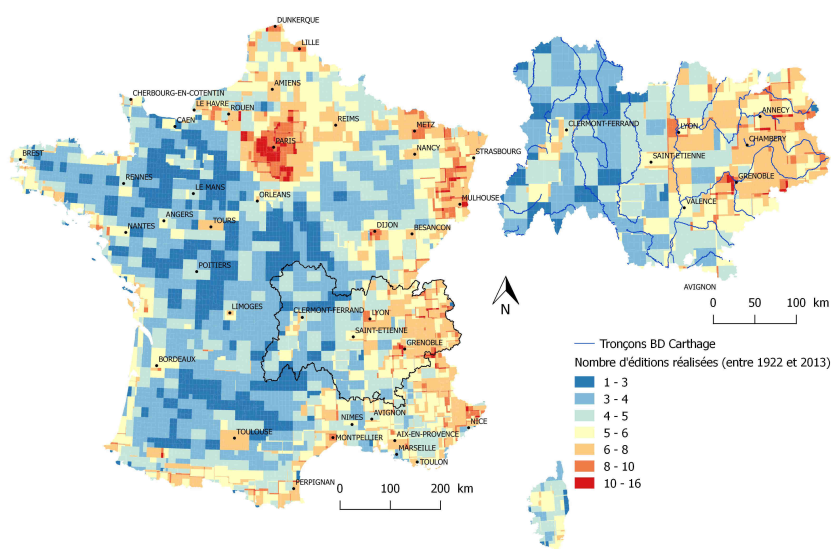 DUNKERQUE
LILLE
AMIENS
CHERBOURG-EN-COTENTIN
LE HAVRE
ROUEN
CAEN
REIMS
METZ
PARIS
NANCY
STRASBOURG
BREST
RENNES
LE MANS
ORLEANS
MULHOUSE
ANGERS
TOURS
NANTES
DIJON
BESANCON
POITIERS
LIMOGES
CLERMONT-FERRAND
LYON
SAINT-ETIENNE
GRENOBLE
BORDEAUX
NIMES
AVIGNON
TOULOUSE
MONTPELLIER
AIX-EN-PROVENCE
NICE
MARSEILLE
TOULON
PERPIGNAN
0 100 200 km
CLERMONT-FERRAND
LYON
ANNECY
CHAMBERY
SAINT-ETIENNE
GRENOBLE
VALENCE
AVIGNON
N
0 50 100 km
Tronçons BD Carthage
Nombre d'éditions réalisées (entre 1922 et 2013)
1 - 3
3 - 4
4 - 5
5 - 6
6 - 8
8 - 10
10 - 16